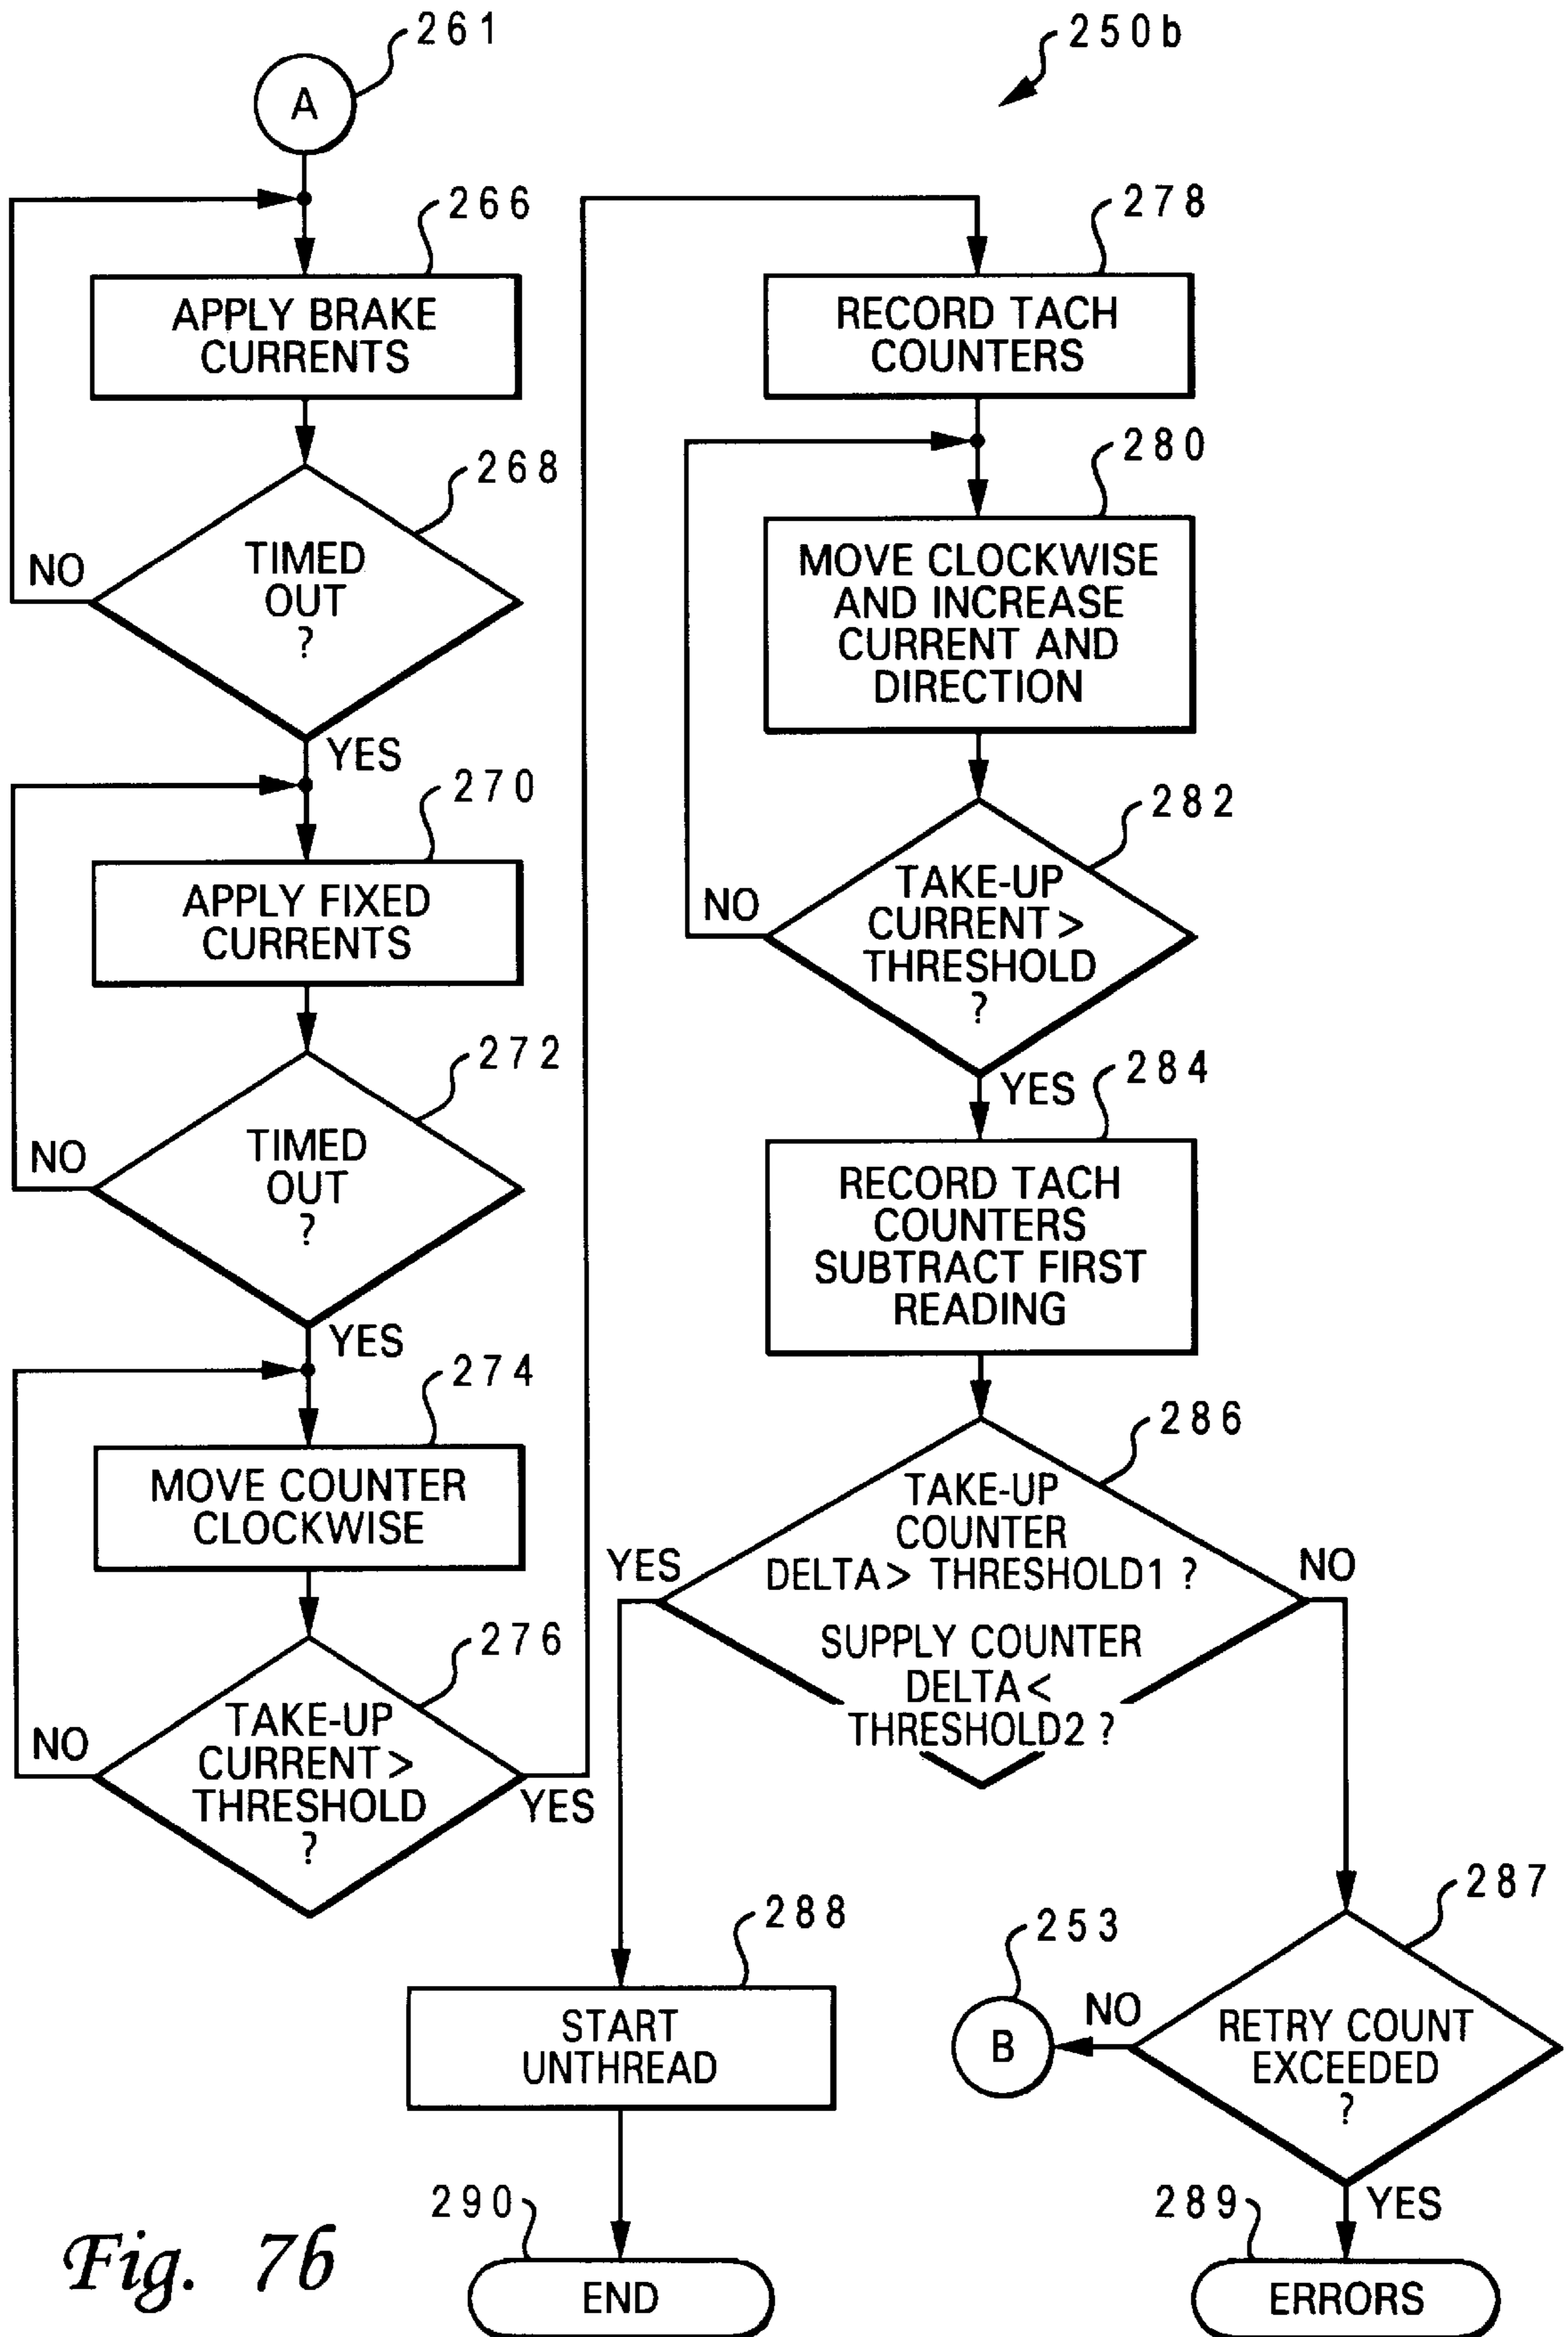 261
250b
A
266
APPLY BRAKE
CURRENTS
268
TIMED
OUT
?
NO
YES
270
APPLY FIXED
CURRENTS
272
TIMED
OUT
?
NO
YES
274
MOVE COUNTER
CLOCKWISE
276
TAKE-UP
CURRENT >
THRESHOLD
?
NO
YES
278
RECORD TACH
COUNTERS
280
MOVE CLOCKWISE
AND INCREASE
CURRENT AND
DIRECTION
282
TAKE-UP
CURRENT >
THRESHOLD
?
NO
YES
284
RECORD TACH
COUNTERS
SUBTRACT FIRST
READING
286
TAKE-UP
COUNTER
DELTA > THRESHOLD1 ?
SUPPLY COUNTER
DELTA <
THRESHOLD2 ?
YES
NO
288
START
UNTHREAD
290
END
287
RETRY COUNT
EXCEEDED
?
NO
253
B
YES
289
ERRORS
Fig. 7b